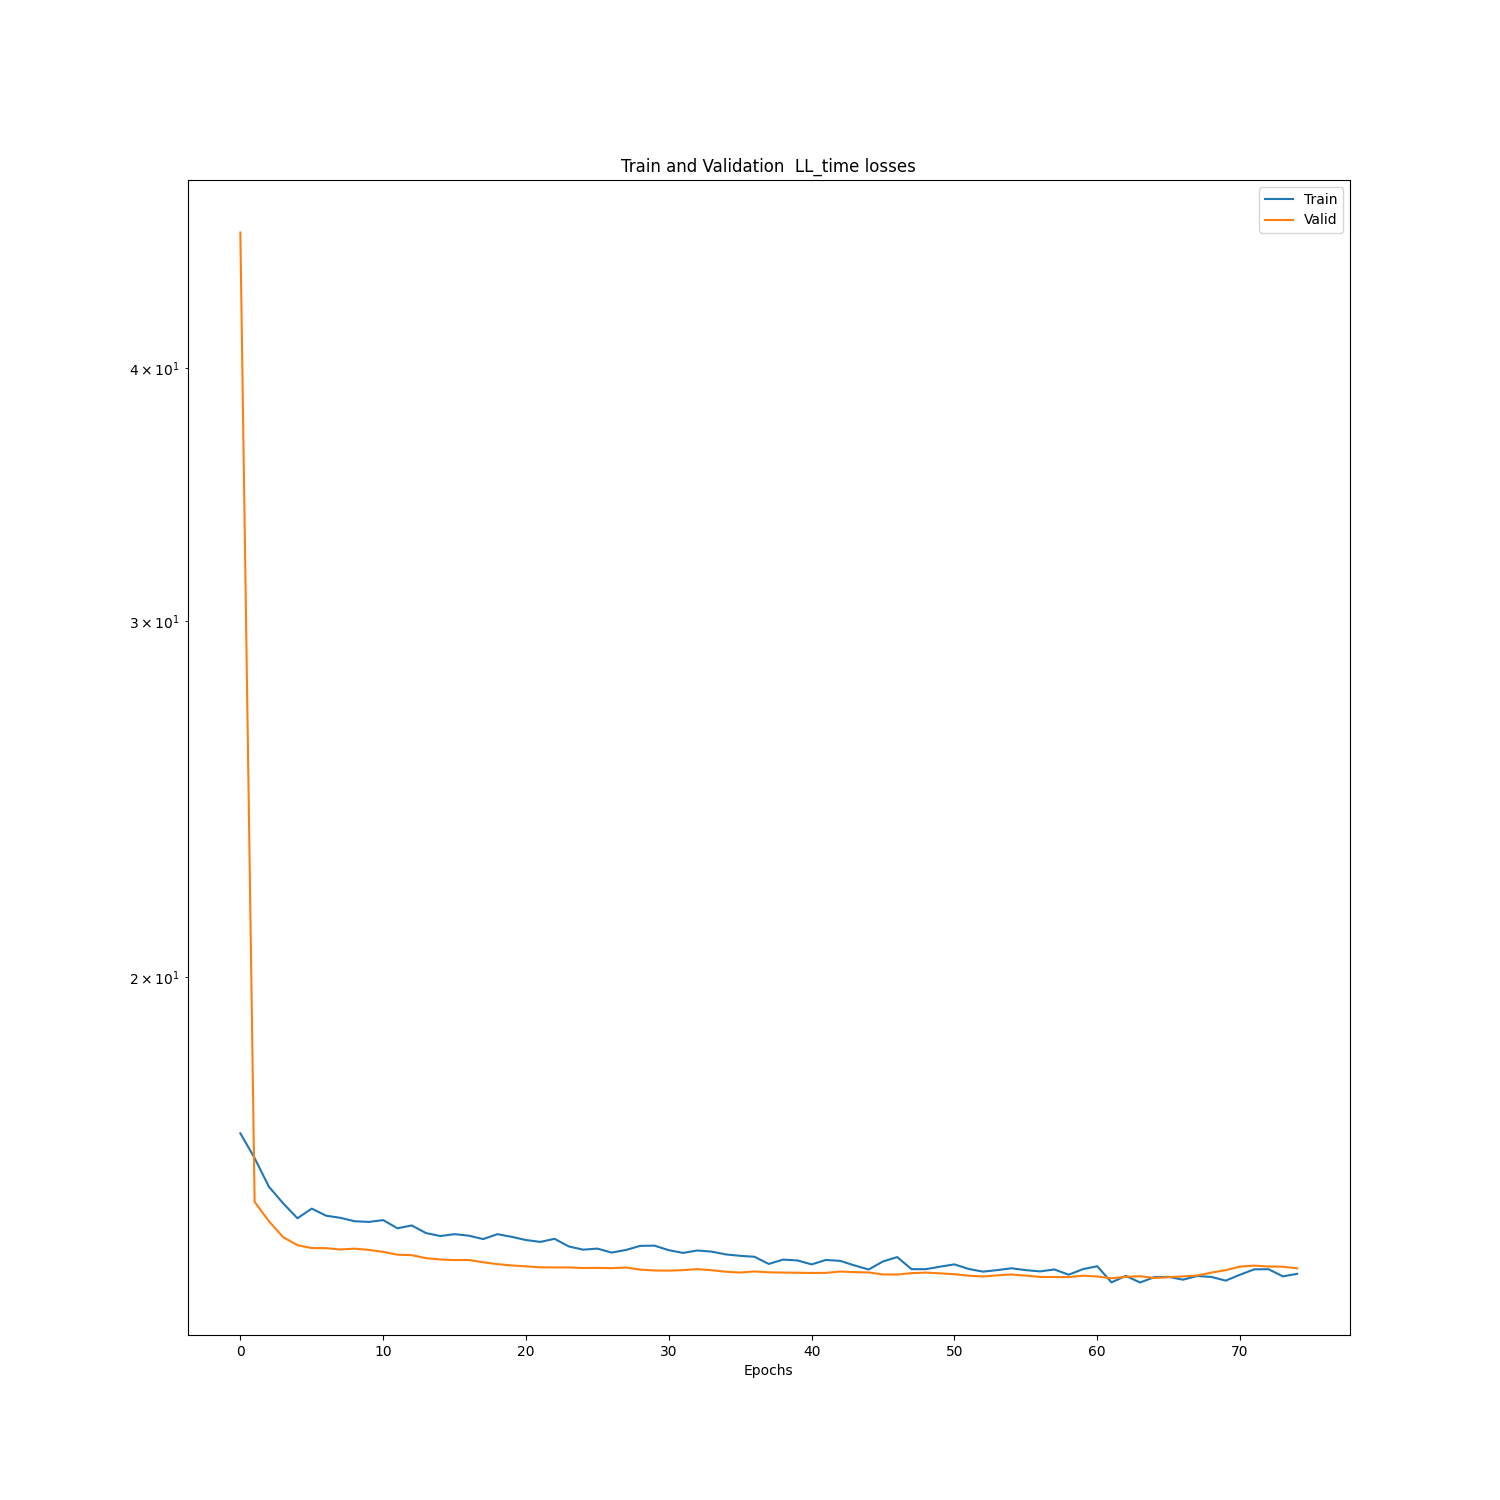 Train and Validation  LL_time losses
Train
Valid
4 × 10¹
3 × 10¹
2 × 10¹
0 10 20 30 40 50 60 70
Epochs